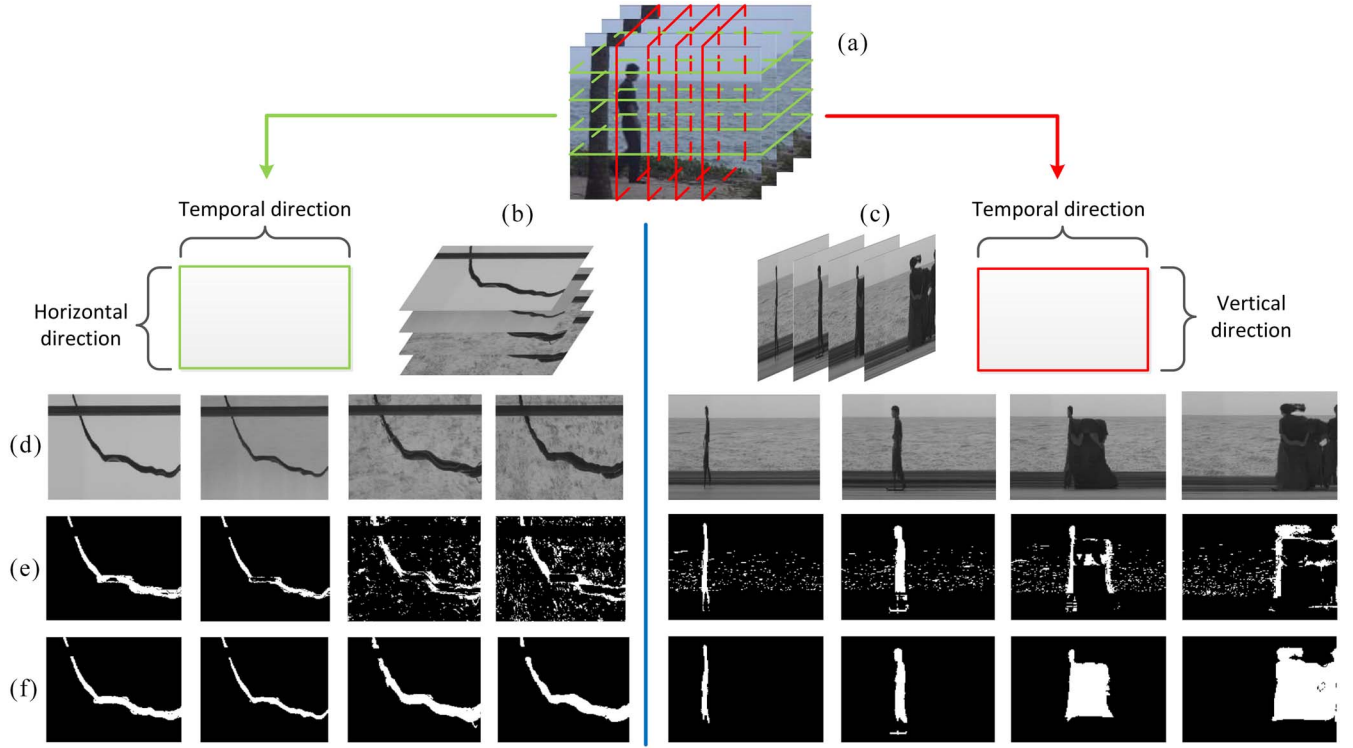 (a)
Temporal direction
(b)
(c)
Temporal direction
Horizontal
direction
Vertical
direction
(d)
(e)
(f)